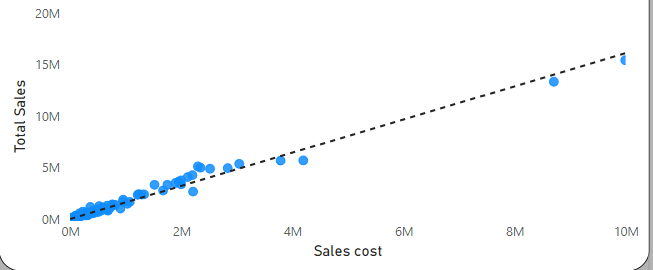 20M
15M
10M
5M
0M
Total Sales
0M 2M 4M 6M 8M 10M
Sales cost